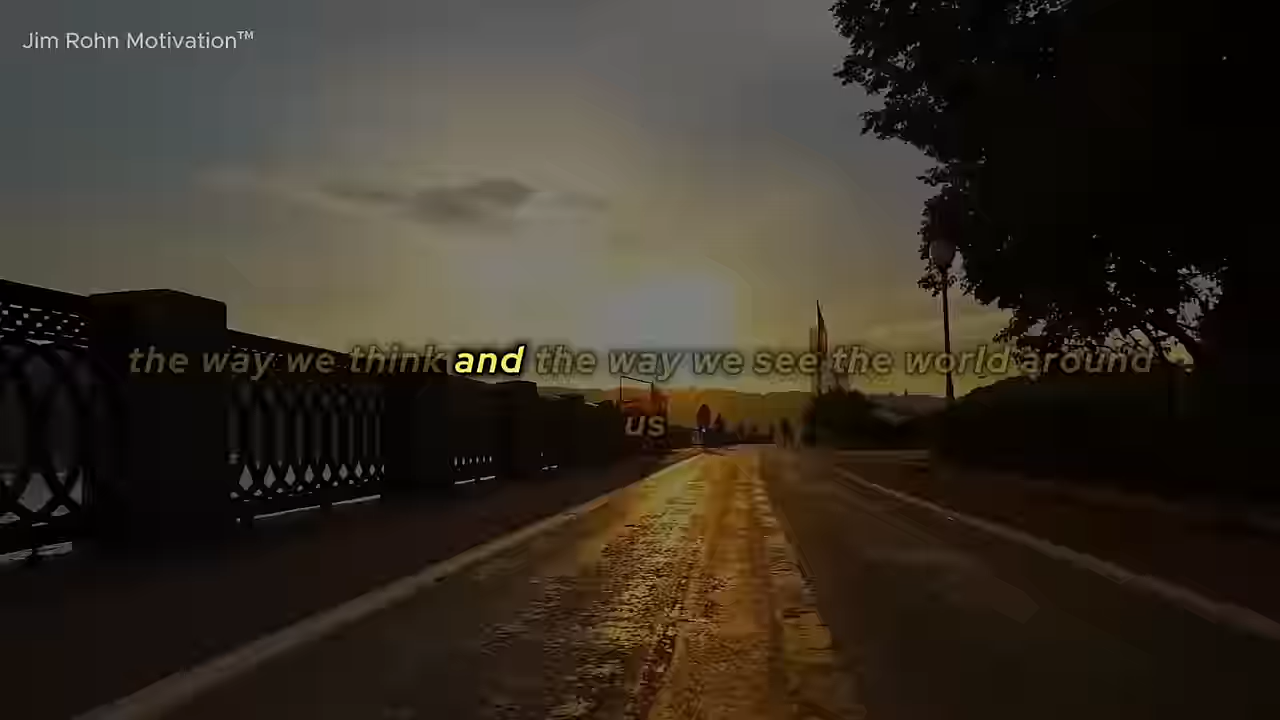 Jim Rohn Motivation™
the way we think and the way we see the world around
us